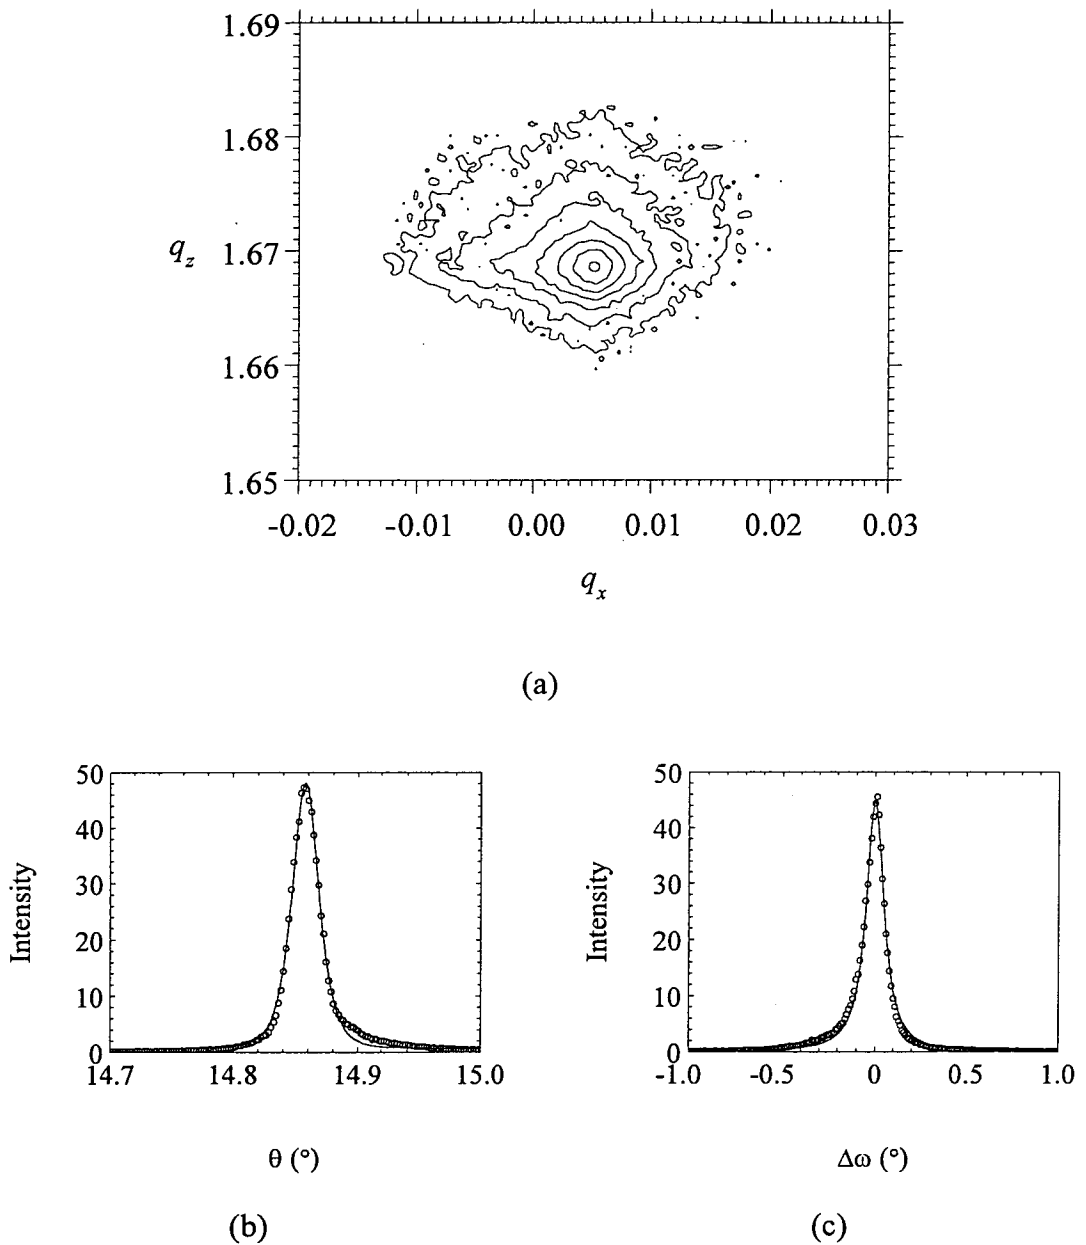 1.69
1.68
q_z 1.67
1.66
1.65
-0.02 -0.01 0.00 0.01 0.02 0.03
q_x
(a)
50 50
40 40
Intensity 30 Intensity 30
20 20
10 10
0 0
14.7 14.8 14.9 15.0 -1.0 -0.5 0 0.5 1.0
θ (°) Δω (°)
(b) (c)